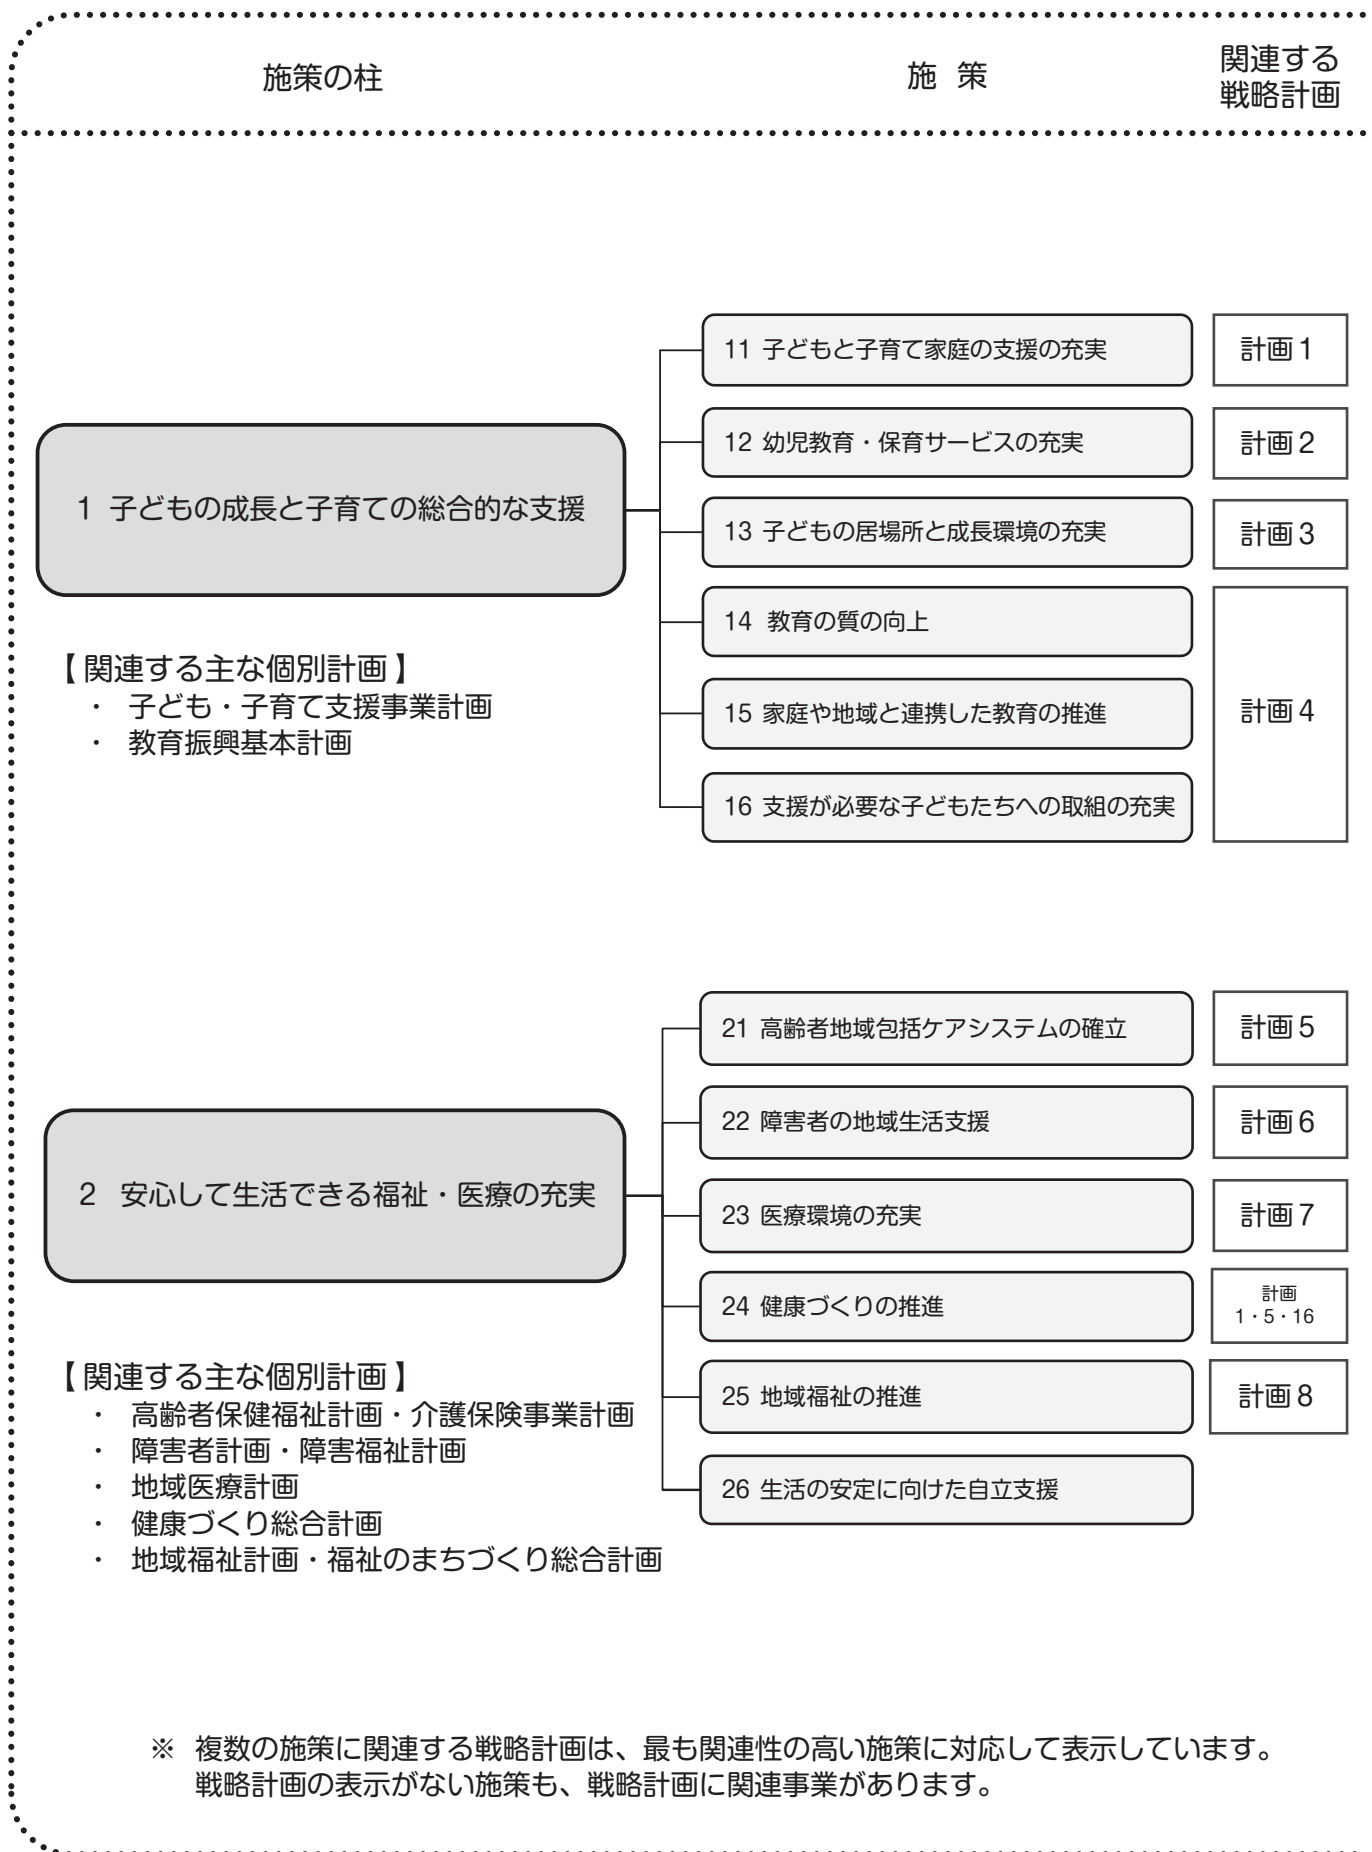 施策の柱
施 策
関連する
戦略計画
11 子どもと子育て家庭の支援の充実
計画1
12 幼児教育・保育サービスの充実
計画2
1 子どもの成長と子育ての総合的な支援
13 子どもの居場所と成長環境の充実
計画3
14 教育の質の向上
15 家庭や地域と連携した教育の推進
計画4
16 支援が必要な子どもたちへの取組の充実
【関連する主な個別計画】
・ 子ども・子育て支援事業計画
・ 教育振興基本計画
21 高齢者地域包括ケアシステムの確立
計画5
22 障害者の地域生活支援
計画6
2 安心して生活できる福祉・医療の充実
23 医療環境の充実
計画7
24 健康づくりの推進
計画
1・5・16
25 地域福祉の推進
計画8
26 生活の安定に向けた自立支援
【関連する主な個別計画】
・ 高齢者保健福祉計画・介護保険事業計画
・ 障害者計画・障害福祉計画
・ 地域医療計画
・ 健康づくり総合計画
・ 地域福祉計画・福祉のまちづくり総合計画
※ 複数の施策に関連する戦略計画は、最も関連性の高い施策に対応して表示しています。
戦略計画の表示がない施策も、戦略計画に関連事業があります。